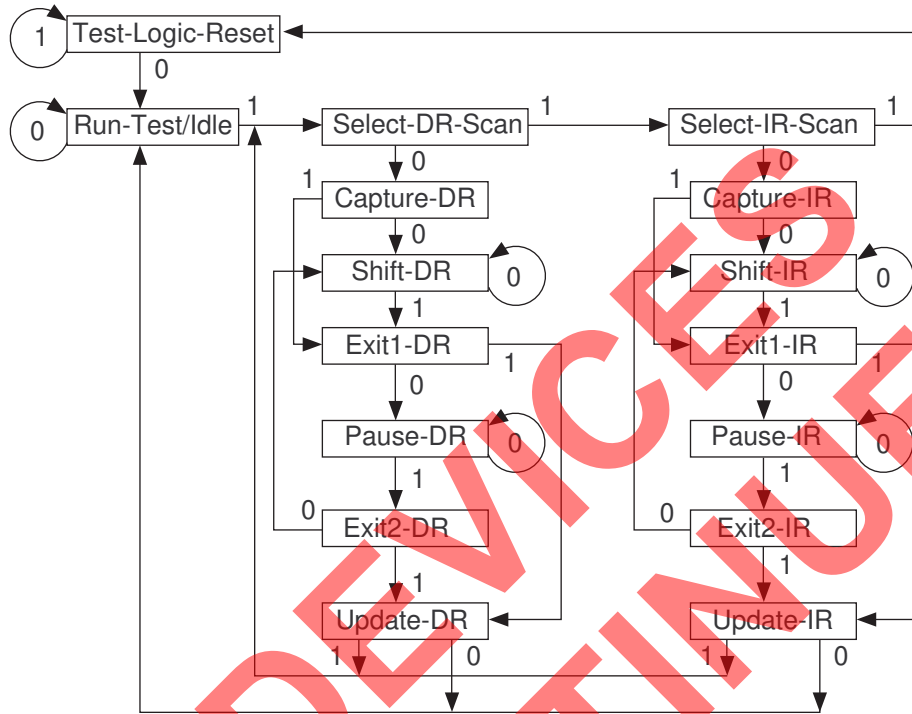 1 Test-Logic-Reset
0
0 Run-Test/Idle 1 Select-DR-Scan 1 Select-IR-Scan 1
0 0
1 Capture-DR 1 Capture-IR
0 0
Shift-DR 0 Shift-IR 0
1 1
Exit1-DR 1 Exit1-IR 1
0 0
Pause-DR 0 Pause-IR 0
1 1
0 Exit2-DR 0 Exit2-IR
1 1
Update-DR Update-IR
1 0 1 0
DEVICES